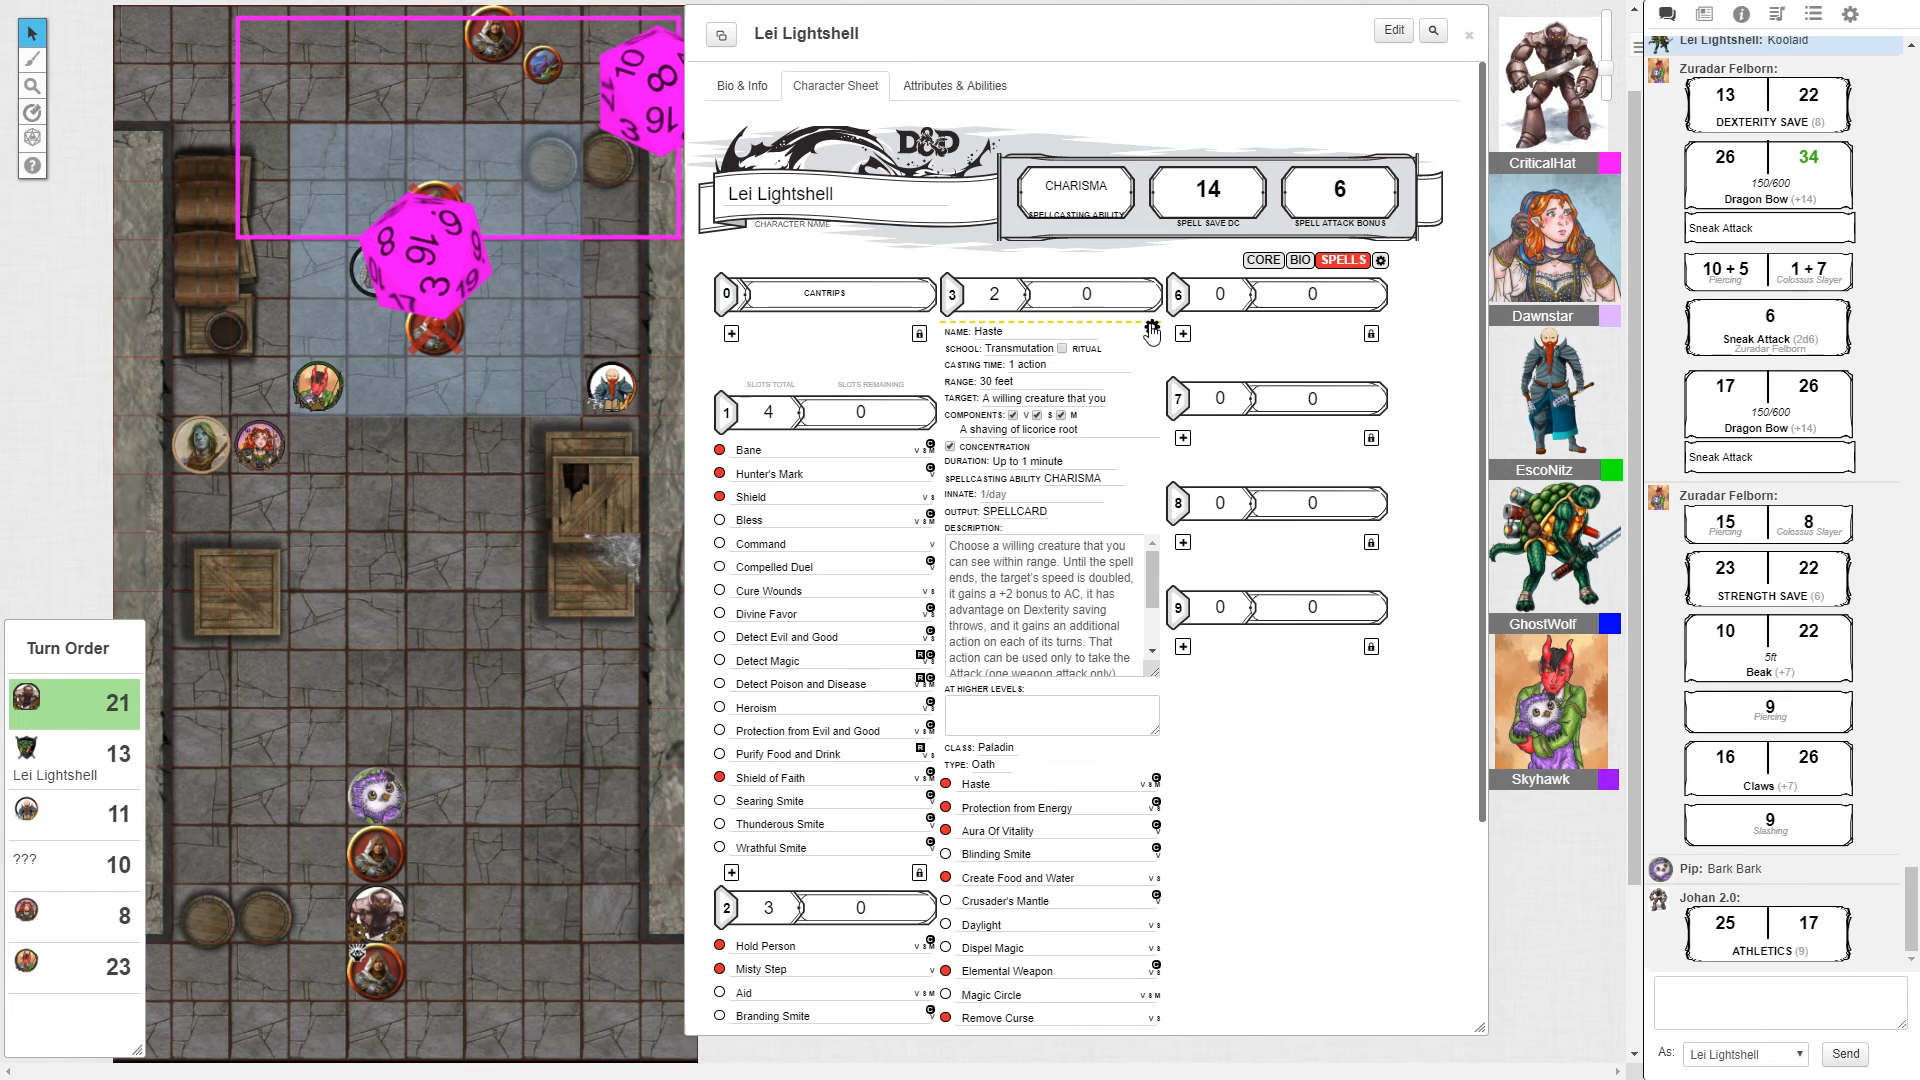 Turn Order
21
13
Lei Lightshell
11
???
10
8
23
Lei Lightshell
Edit
Bio & Info
Character Sheet
Attributes & Abilities
D&D
Lei Lightshell
CHARACTER NAME
CHARISMA
SPELLCASTING ABILITY
14
SPELL SAVE DC
6
SPELL ATTACK BONUS
CORE
BIO
SPELLS
0
CANTRIPS
SLOTS TOTAL
SLOTS REMAINING
1
4
0
Bane
Hunter's Mark
Shield
Bless
Command
Compelled Duel
Cure Wounds
Divine Favor
Detect Evil and Good
Detect Magic
Detect Poison and Disease
Heroism
Protection from Evil and Good
Purify Food and Drink
Shield of Faith
Searing Smite
Thunderous Smite
Wrathful Smite
2
3
0
Hold Person
Misty Step
Aid
Branding Smite
3
2
0
NAME: Haste
SCHOOL: Transmutation RITUAL
CASTING TIME: 1 action
RANGE: 30 feet
TARGET: A willing creature that you
COMPONENTS: V S M
A shaving of licorice root
CONCENTRATION
DURATION: Up to 1 minute
SPELLCASTING ABILITY CHARISMA
INNATE: 1/day
OUTPUT: SPELLCARD
DESCRIPTION:
Choose a willing creature that you
can see within range. Until the spell
ends, the target's speed is doubled,
it gains a +2 bonus to AC, it has
advantage on Dexterity saving
throws, and it gains an additional
action on each of its turns. That
action can be used only to take the
Attack (one weapon attack only)
AT HIGHER LEVELS:
CLASS: Paladin
TYPE: Oath
Haste
Protection from Energy
Aura Of Vitality
Blinding Smite
Create Food and Water
Crusader's Mantle
Daylight
Dispel Magic
Elemental Weapon
Magic Circle
Remove Curse
6
0
0
7
0
0
8
0
0
9
0
0
CriticalHat
Dawnstar
EscoNitz
GhostWolf
Skyhawk
Lei Lightshell: Koolaid
Zuradar Felborn:
13
22
DEXTERITY SAVE (8)
26
34
150/600
Dragon Bow (+14)
Sneak Attack
10 + 5
1 + 7
Piercing
Colossus Slayer
6
Sneak Attack (2d6)
Zuradar Felborn
17
26
150/600
Dragon Bow (+14)
Sneak Attack
Zuradar Felborn:
15
8
Piercing
Colossus Slayer
23
22
STRENGTH SAVE (6)
10
22
5ft
Beak (+7)
9
Piercing
16
26
Claws (+7)
9
Slashing
Pip: Bark Bark
Johan 2.0:
25
17
ATHLETICS (9)
As:
Lei Lightshell
Send